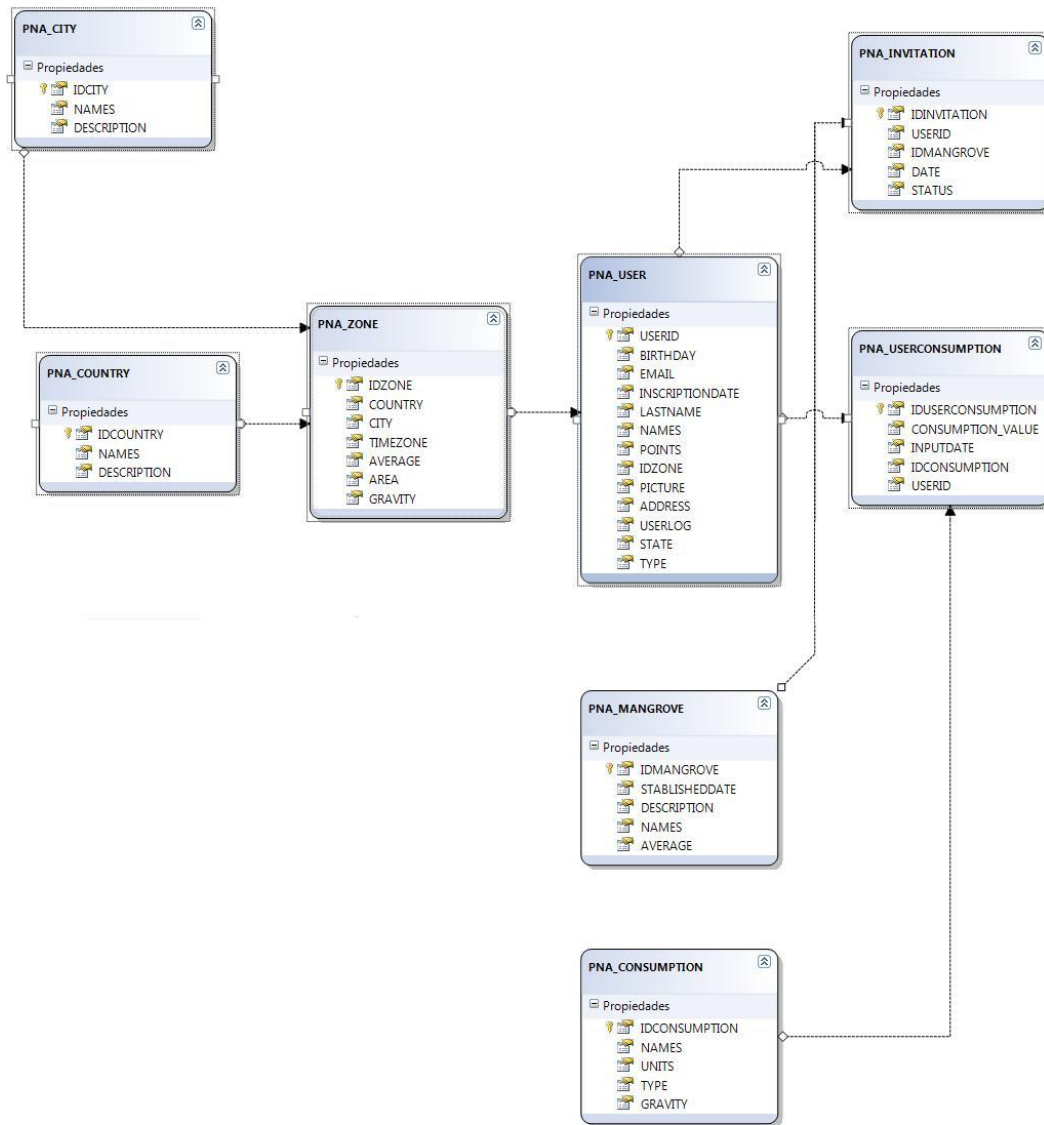 PNA_CITY
Propiedades
IDCITY
NAMES
DESCRIPTION
PNA_COUNTRY
Propiedades
IDCOUNTRY
NAMES
DESCRIPTION
PNA_ZONE
Propiedades
IDZONE
COUNTRY
CITY
TIMEZONE
AVERAGE
AREA
GRAVITY
PNA_USER
Propiedades
USERID
BIRTHDAY
EMAIL
INSCRIPTIONDATE
LASTNAME
NAMES
POINTS
IDZONE
PICTURE
ADDRESS
USERLOG
STATE
TYPE
PNA_INVITATION
Propiedades
IDINVITATION
USERID
IDMANGROVE
DATE
STATUS
PNA_USERCONSUMPTION
Propiedades
IDUSERCONSUMPTION
CONSUMPTION_VALUE
INPUTDATE
IDCONSUMPTION
USERID
PNA_MANGROVE
Propiedades
IDMANGROVE
STABLISHEDDATE
DESCRIPTION
NAMES
AVERAGE
PNA_CONSUMPTION
Propiedades
IDCONSUMPTION
NAMES
UNITS
TYPE
GRAVITY